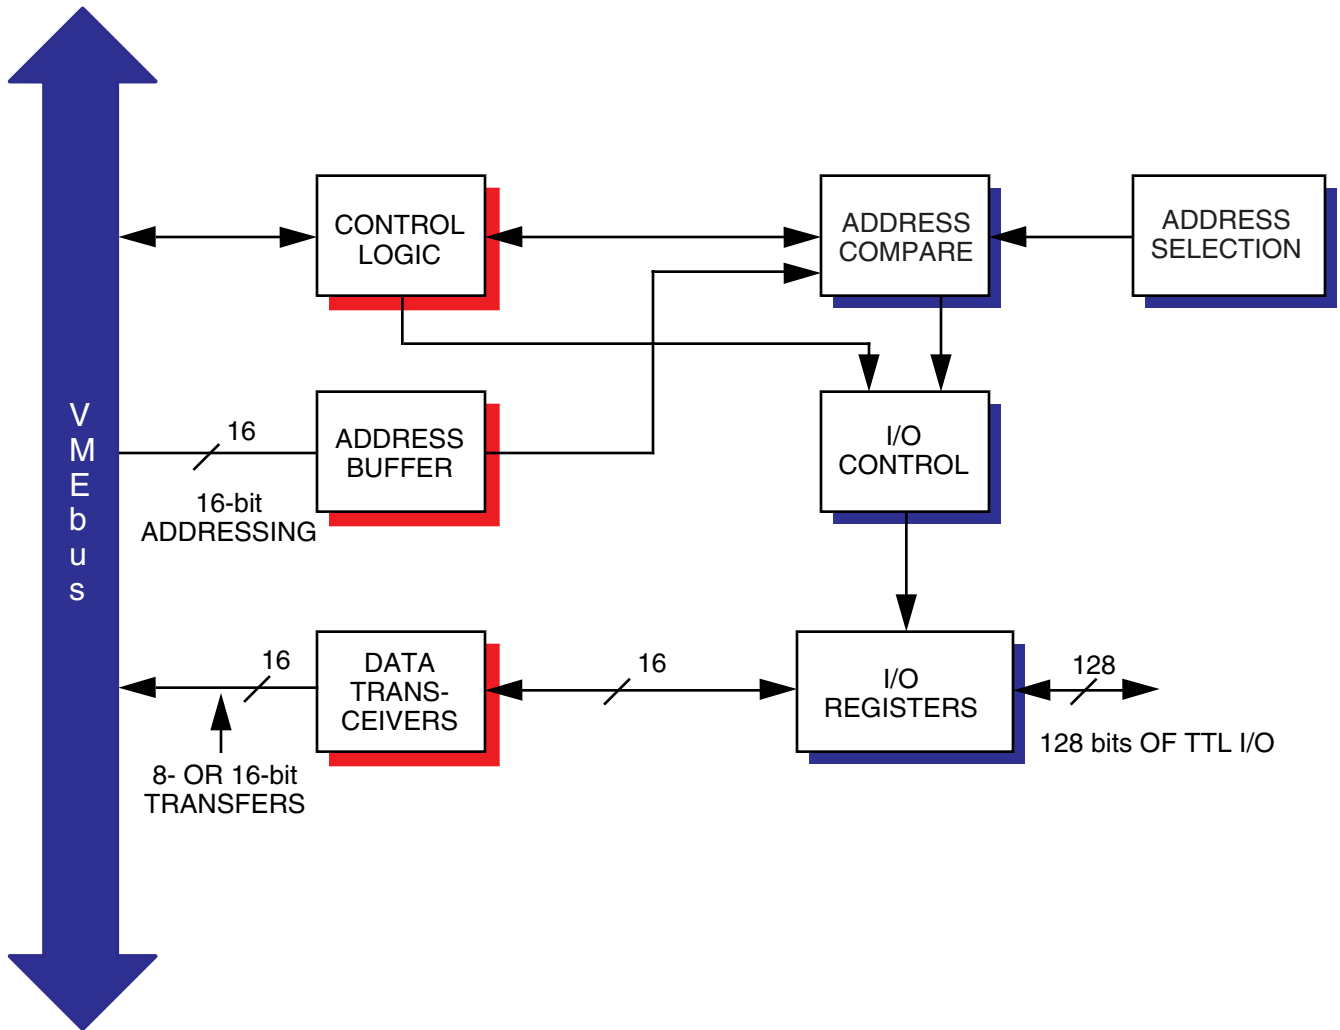 CONTROL
LOGIC
ADDRESS
COMPARE
ADDRESS
SELECTION
VMEbus
16
16-bit
ADDRESSING
ADDRESS
BUFFER
I/O
CONTROL
16
8- OR 16-bit
TRANSFERS
DATA
TRANS-
CEIVERS
16
I/O
REGISTERS
128
128 bits OF TTL I/O